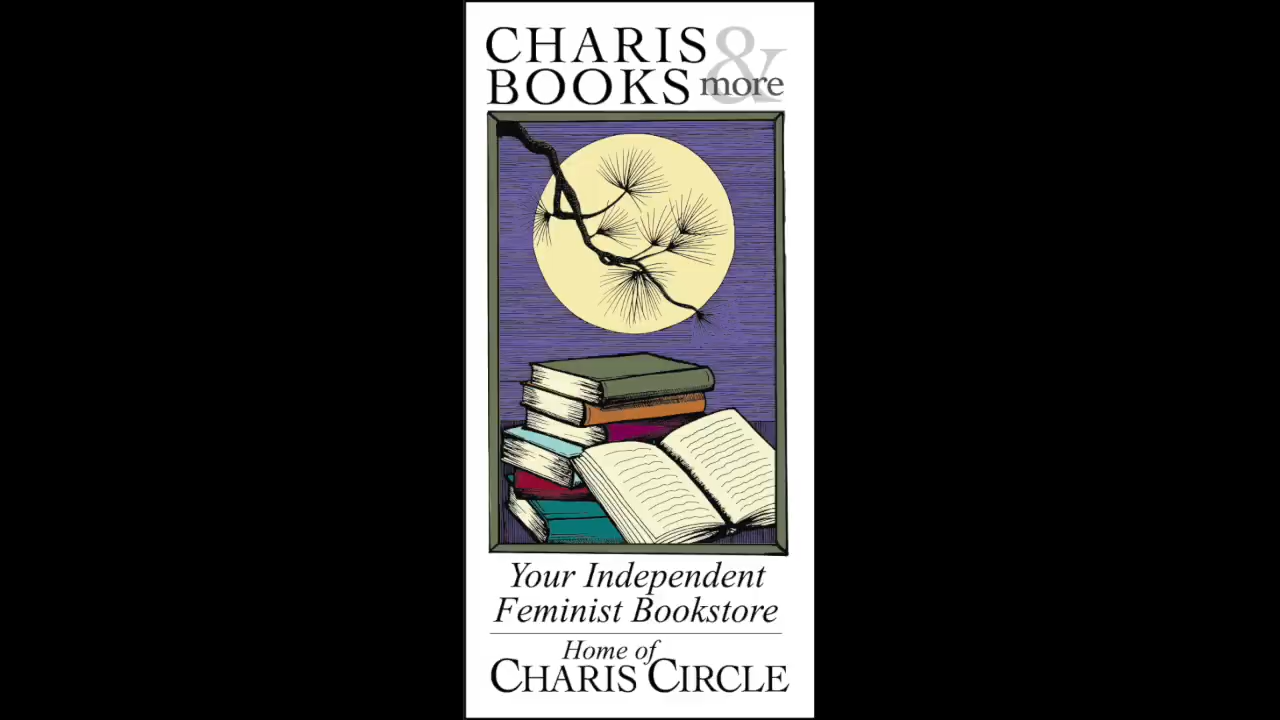 CHARIS &
BOOKS more
Your Independent
Feminist Bookstore
Home of
CHARIS CIRCLE